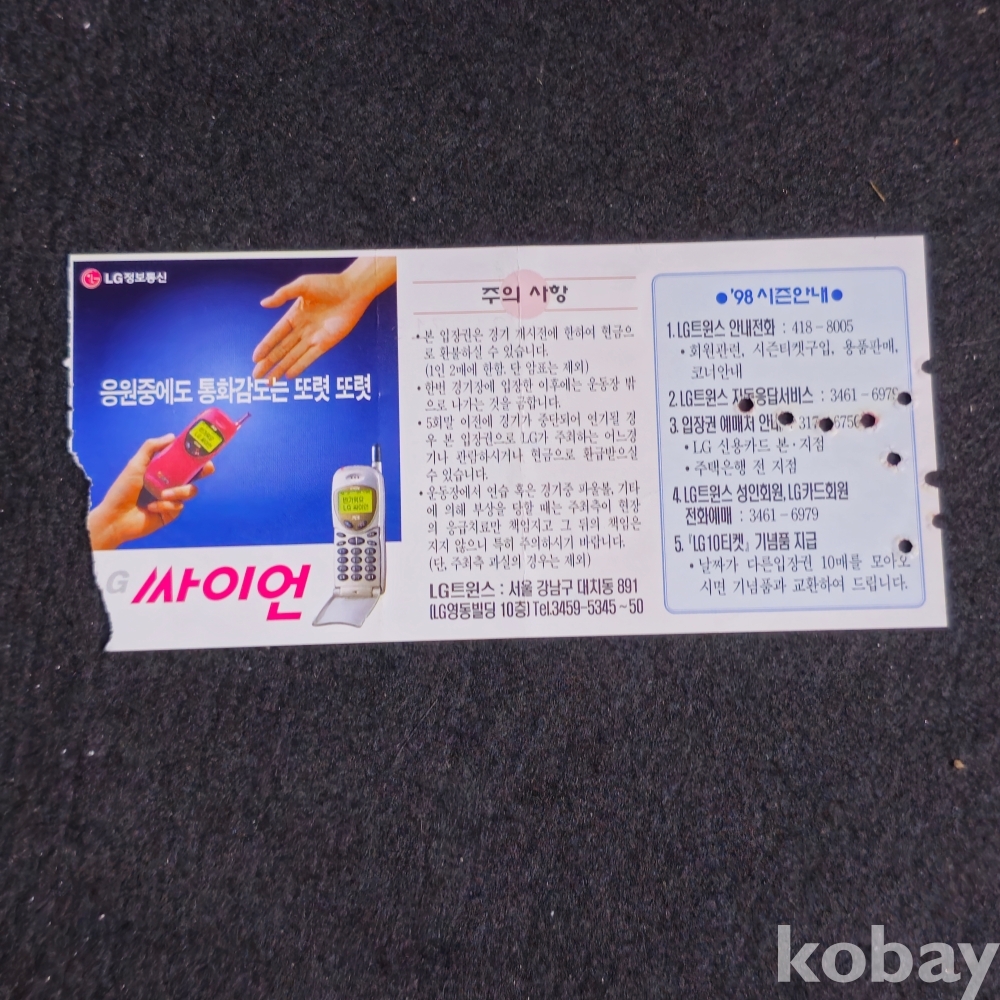 LG정보통신
응원중에도 통화감도는 또렷 또렷
싸이언
주의 사항
• 본 입장권은 경기 개시전에 한하여 현금으
로 환불하실 수 있습니다.
(1인 2매에 한함. 단 암표는 제외)
• 한번 경기장에 입장한 이후에는 운동장 밖
으로 나가는 것을 금합니다.
• 5회말 이전에 경기가 중단되어 연기될 경
우 본 입장권으로 LG가 주최하는 어느경
기나 관람하시거나 현금으로 환급받으실
수 있습니다.
• 운동장에서 연습 혹은 경기중 파울볼, 기타
에 의해 부상을 당할 때는 주최측이 현장
의 응급치료만 책임지고 그 뒤의 책임은
지지 않으니 특히 주의하시기 바랍니다.
(단, 주최측 과실의 경우는 제외)
LG트윈스 : 서울 강남구 대치동 891
(LG영동빌딩 10층) Tel.3459-5345~50
●'98 시즌안내●
1. LG트윈스 안내전화 : 418-8005
• 회원관련, 시즌티켓구입, 용품판매,
코너안내
2. LG트윈스 자동응답서비스 : 3461-6979
3. 입장권 예매처 안내
• LG 신용카드 본·지점
• 주택은행 전 지점
4. LG트윈스 성인회원, LG카드회원
전화예매 : 3461-6979
5. 『LG10티켓』 기념품 지급
• 날짜가 다른입장권 10매를 모아오
시면 기념품과 교환하여 드립니다.
kobay